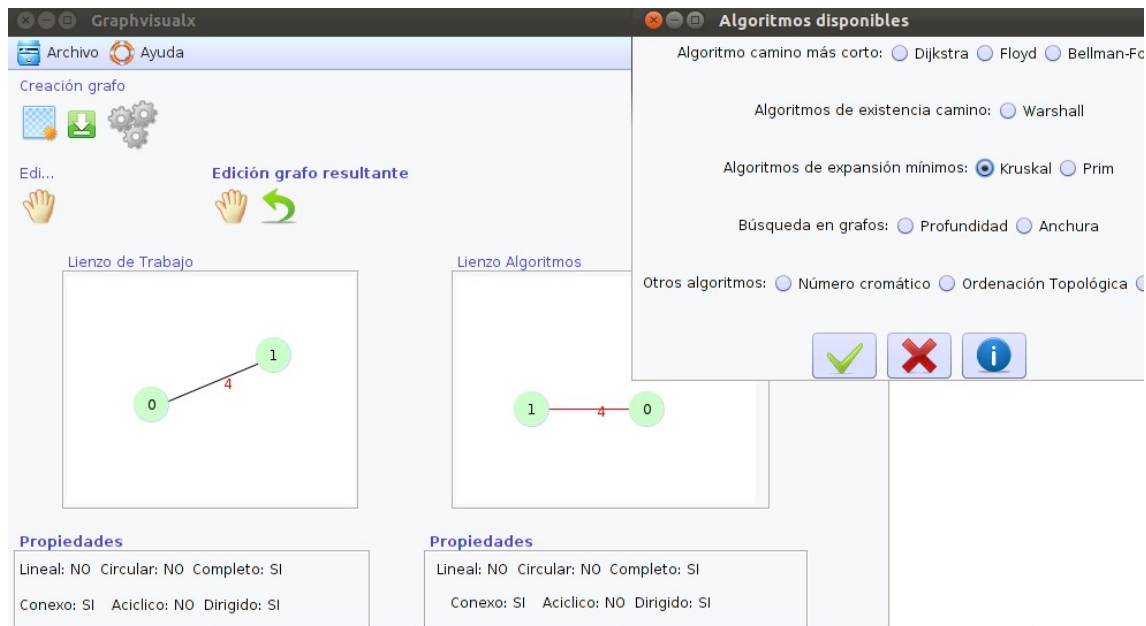 Graphvisualx
Archivo Ayuda
Creación grafo
Edi...
Edición grafo resultante
Lienzo de Trabajo
1
4
0
Lienzo Algoritmos
1 4 0
Propiedades
Lineal: NO Circular: NO Completo: SI
Conexo: SI Aciclico: NO Dirigido: SI
Propiedades
Lineal: NO Circular: NO Completo: SI
Conexo: SI Aciclico: NO Dirigido: SI
Algoritmos disponibles
Algoritmo camino más corto: Dijkstra Floyd Bellman-Fo
Algoritmos de existencia camino: Warshall
Algoritmos de expansión mínimos: Kruskal Prim
Búsqueda en grafos: Profundidad Anchura
Otros algoritmos: Número cromático Ordenación Topológica